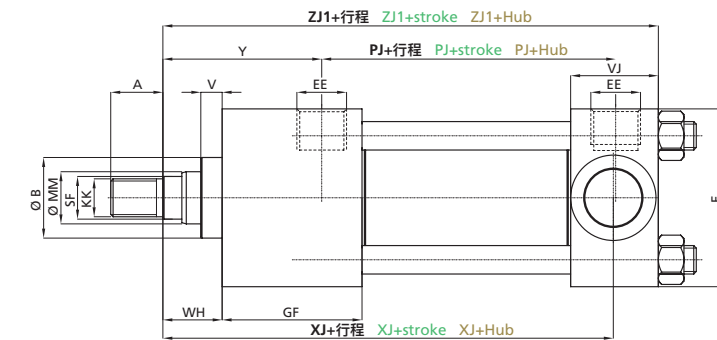 ZJ1+行程 ZJ1+stroke ZJ1+Hub
Y PJ+行程 PJ+stroke PJ+Hub
VJ
A V EE EE
Ø B Ø MM SF KK
WH GF
XJ+行程 XJ+stroke XJ+Hub